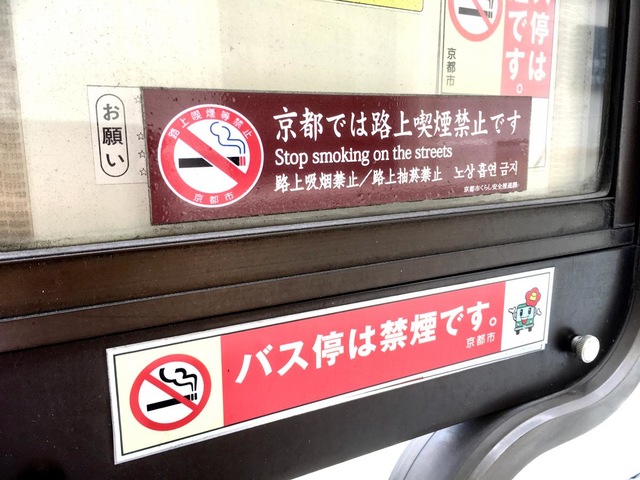 バス停は
です。
京都市
お願い
路上喫煙等禁止
京都市
京都では路上喫煙禁止です
Stop smoking on the streets
路上吸烟禁止／路上抽菸禁止 노상 흡연 금지
京都市くらし安全推進課
バス停は禁煙です。
京都市